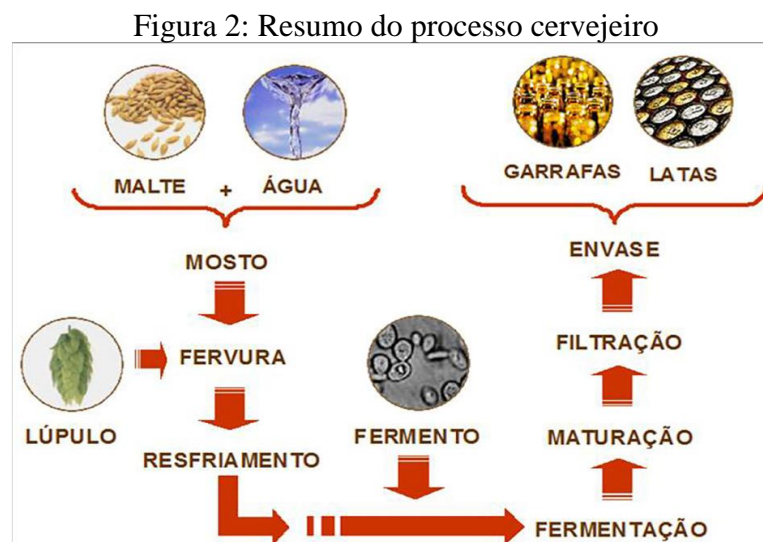 Figura 2: Resumo do processo cervejeiro
MALTE + ÁGUA
GARRAFAS LATAS
MOSTO
ENVASE
FERVURA
FILTRAÇÃO
LÚPULO
FERMENTO
MATURAÇÃO
RESFRIAMENTO
FERMENTAÇÃO